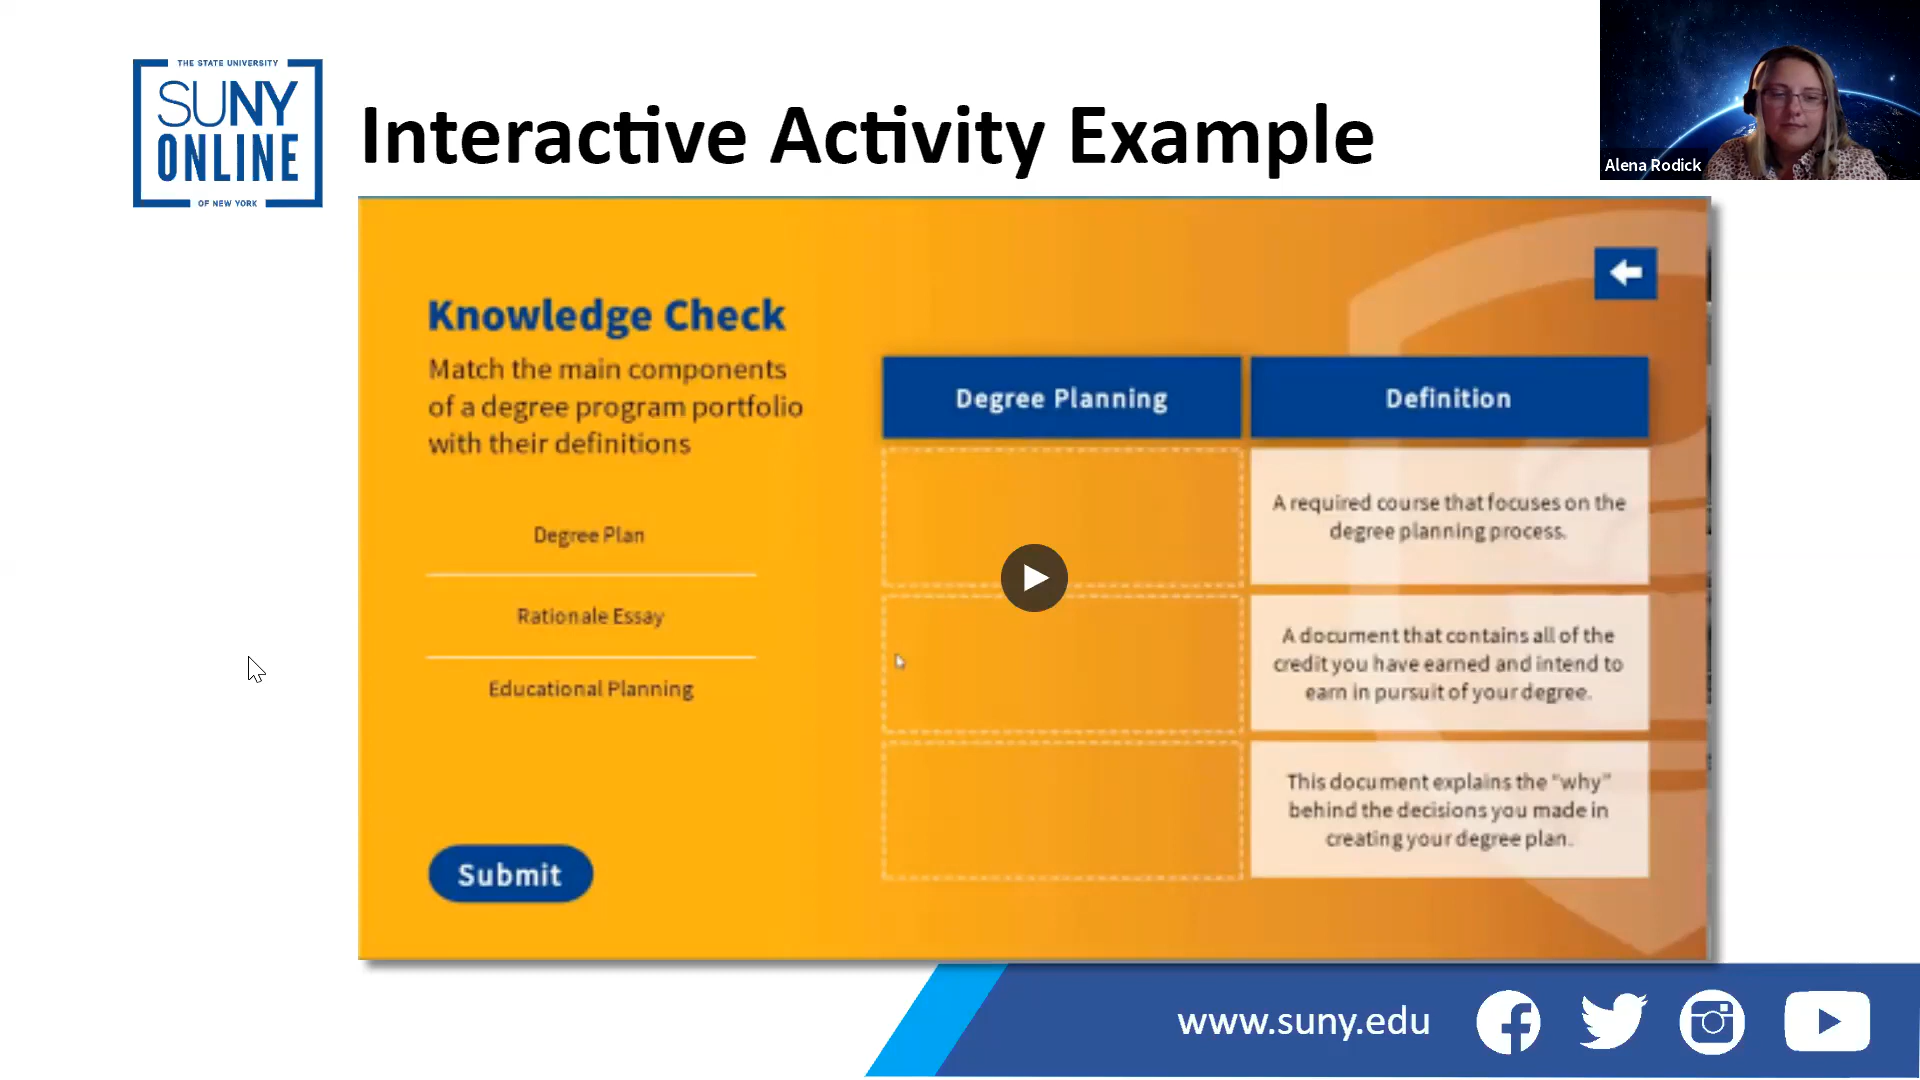 THE STATE UNIVERSITY
SUNY
ONLINE
OF NEW YORK
Interactive Activity Example
Alena Rodick
Knowledge Check
Match the main components
of a degree program portfolio
with their definitions
Degree Plan
Rationale Essay
Educational Planning
Submit
Degree Planning
Definition
A required course that focuses on the
degree planning process.
A document that contains all of the
credit you have earned and intend to
earn in pursuit of your degree.
This document explains the “why”
behind the decisions you made in
creating your degree plan.
www.suny.edu